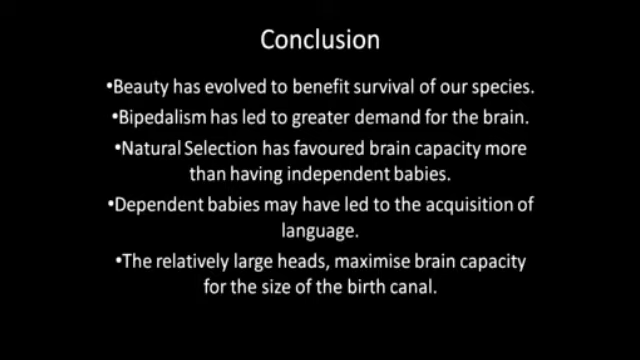 Conclusion
•Beauty has evolved to benefit survival of our species.
•Bipedalism has led to greater demand for the brain.
•Natural Selection has favoured brain capacity more
than having independent babies.
•Dependent babies may have led to the acquisition of
language.
•The relatively large heads, maximise brain capacity
for the size of the birth canal.